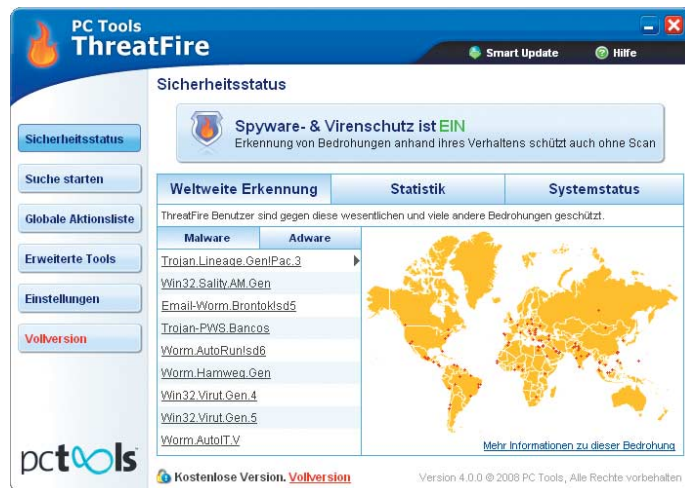 PC Tools
ThreatFire
Smart Update
Hilfe
Sicherheitsstatus
Spyware- & Virenschutz ist EIN
Erkennung von Bedrohungen anhand ihres Verhaltens schützt auch ohne Scan
Sicherheitsstatus
Suche starten
Globale Aktionsliste
Erweiterte Tools
Einstellungen
Vollversion
Weltweite Erkennung
Statistik
Systemstatus
ThreatFire Benutzer sind gegen diese wesentlichen und viele andere Bedrohungen geschützt.
Malware
Adware
Trojan.Lineage.Gen!Pac.3
Win32.Sality.AM.Gen
Email-Worm.Brontok!sd5
Trojan-PWS.Bancos
Worm.AutoRun!sd6
Worm.Hamweq.Gen
Win32.Virut.Gen.4
Win32.Virut.Gen.5
Worm.AutoIT.V
Mehr Informationen zu dieser Bedrohung
pctools
Kostenlose Version. Vollversion
Version 4.0.0 © 2008 PC Tools, Alle Rechte vorbehalten